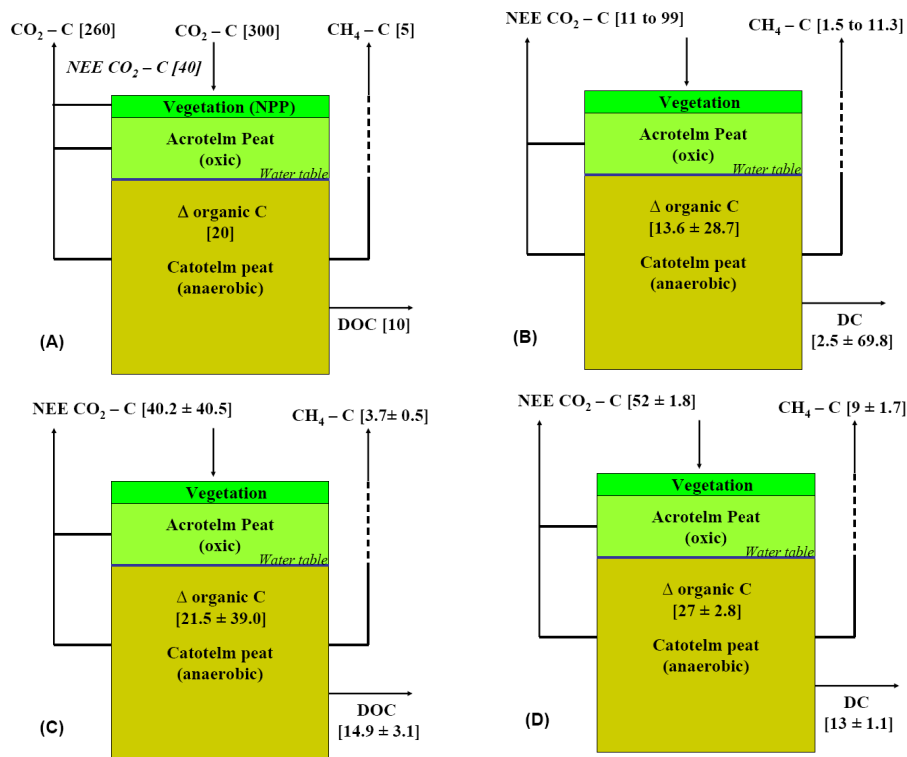 CO₂ – C [260]
CO₂ – C [300]
CH₄ – C [5]
NEE CO₂ – C [40]
Vegetation (NPP)
Acrotelm Peat
(oxic)
Water table
Δ organic C
[20]
Catotelm peat
(anaerobic)
DOC [10]
(A)
NEE CO₂ – C [11 to 99]
CH₄ – C [1.5 to 11.3]
Vegetation
Acrotelm Peat
(oxic)
Water table
Δ organic C
[13.6 ± 28.7]
Catotelm peat
(anaerobic)
DC
[2.5 ± 69.8]
(B)
NEE CO₂ – C [40.2 ± 40.5]
CH₄ – C [3.7± 0.5]
Vegetation
Acrotelm Peat
(oxic)
Water table
Δ organic C
[21.5 ± 39.0]
Catotelm peat
(anaerobic)
DOC
[14.9 ± 3.1]
(C)
NEE CO₂ – C [52 ± 1.8]
CH₄ – C [9 ± 1.7]
Vegetation
Acrotelm Peat
(oxic)
Water table
Δ organic C
[27 ± 2.8]
Catotelm peat
(anaerobic)
DC
[13 ± 1.1]
(D)